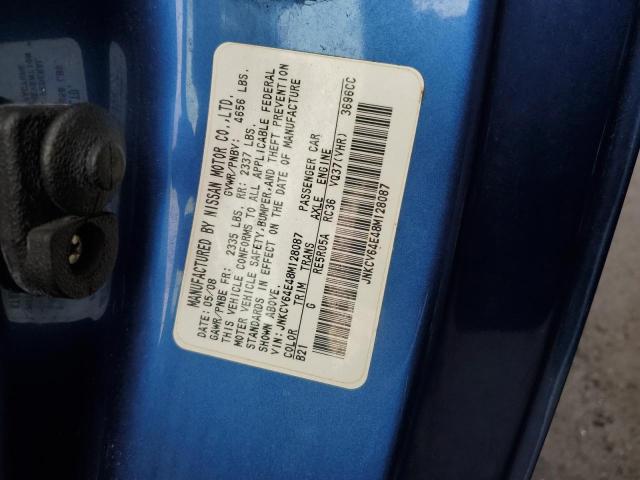 MANUFACTURED BY NISSAN MOTOR CO.,LTD.
DATE: 05/08 GVWR/PNBV: 4656 LBS.
GAWR/PNBE FR: 2335 LBS. RR: 2337 LBS.
THIS VEHICLE CONFORMS TO ALL APPLICABLE FEDERAL
MOTOR VEHICLE SAFETY,BUMPER,AND THEFT PREVENTION
STANDARDS IN EFFECT ON THE DATE OF MANUFACTURE
SHOWN ABOVE.
VIN: JNKCV64E48M128087 PASSENGER CAR
COLOR TRIM TRANS AXLE ENGINE
B21 G RE5R05A RC36 VQ37(VHR) 3696CC
JNKCV64E48M128087